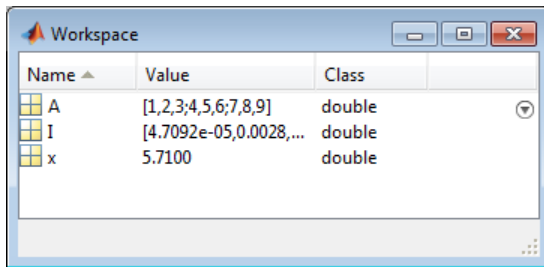 Workspace
Name Value Class
A [1,2,3;4,5,6;7,8,9] double
I [4.7092e-05,0.0028,... double
x 5.7100 double